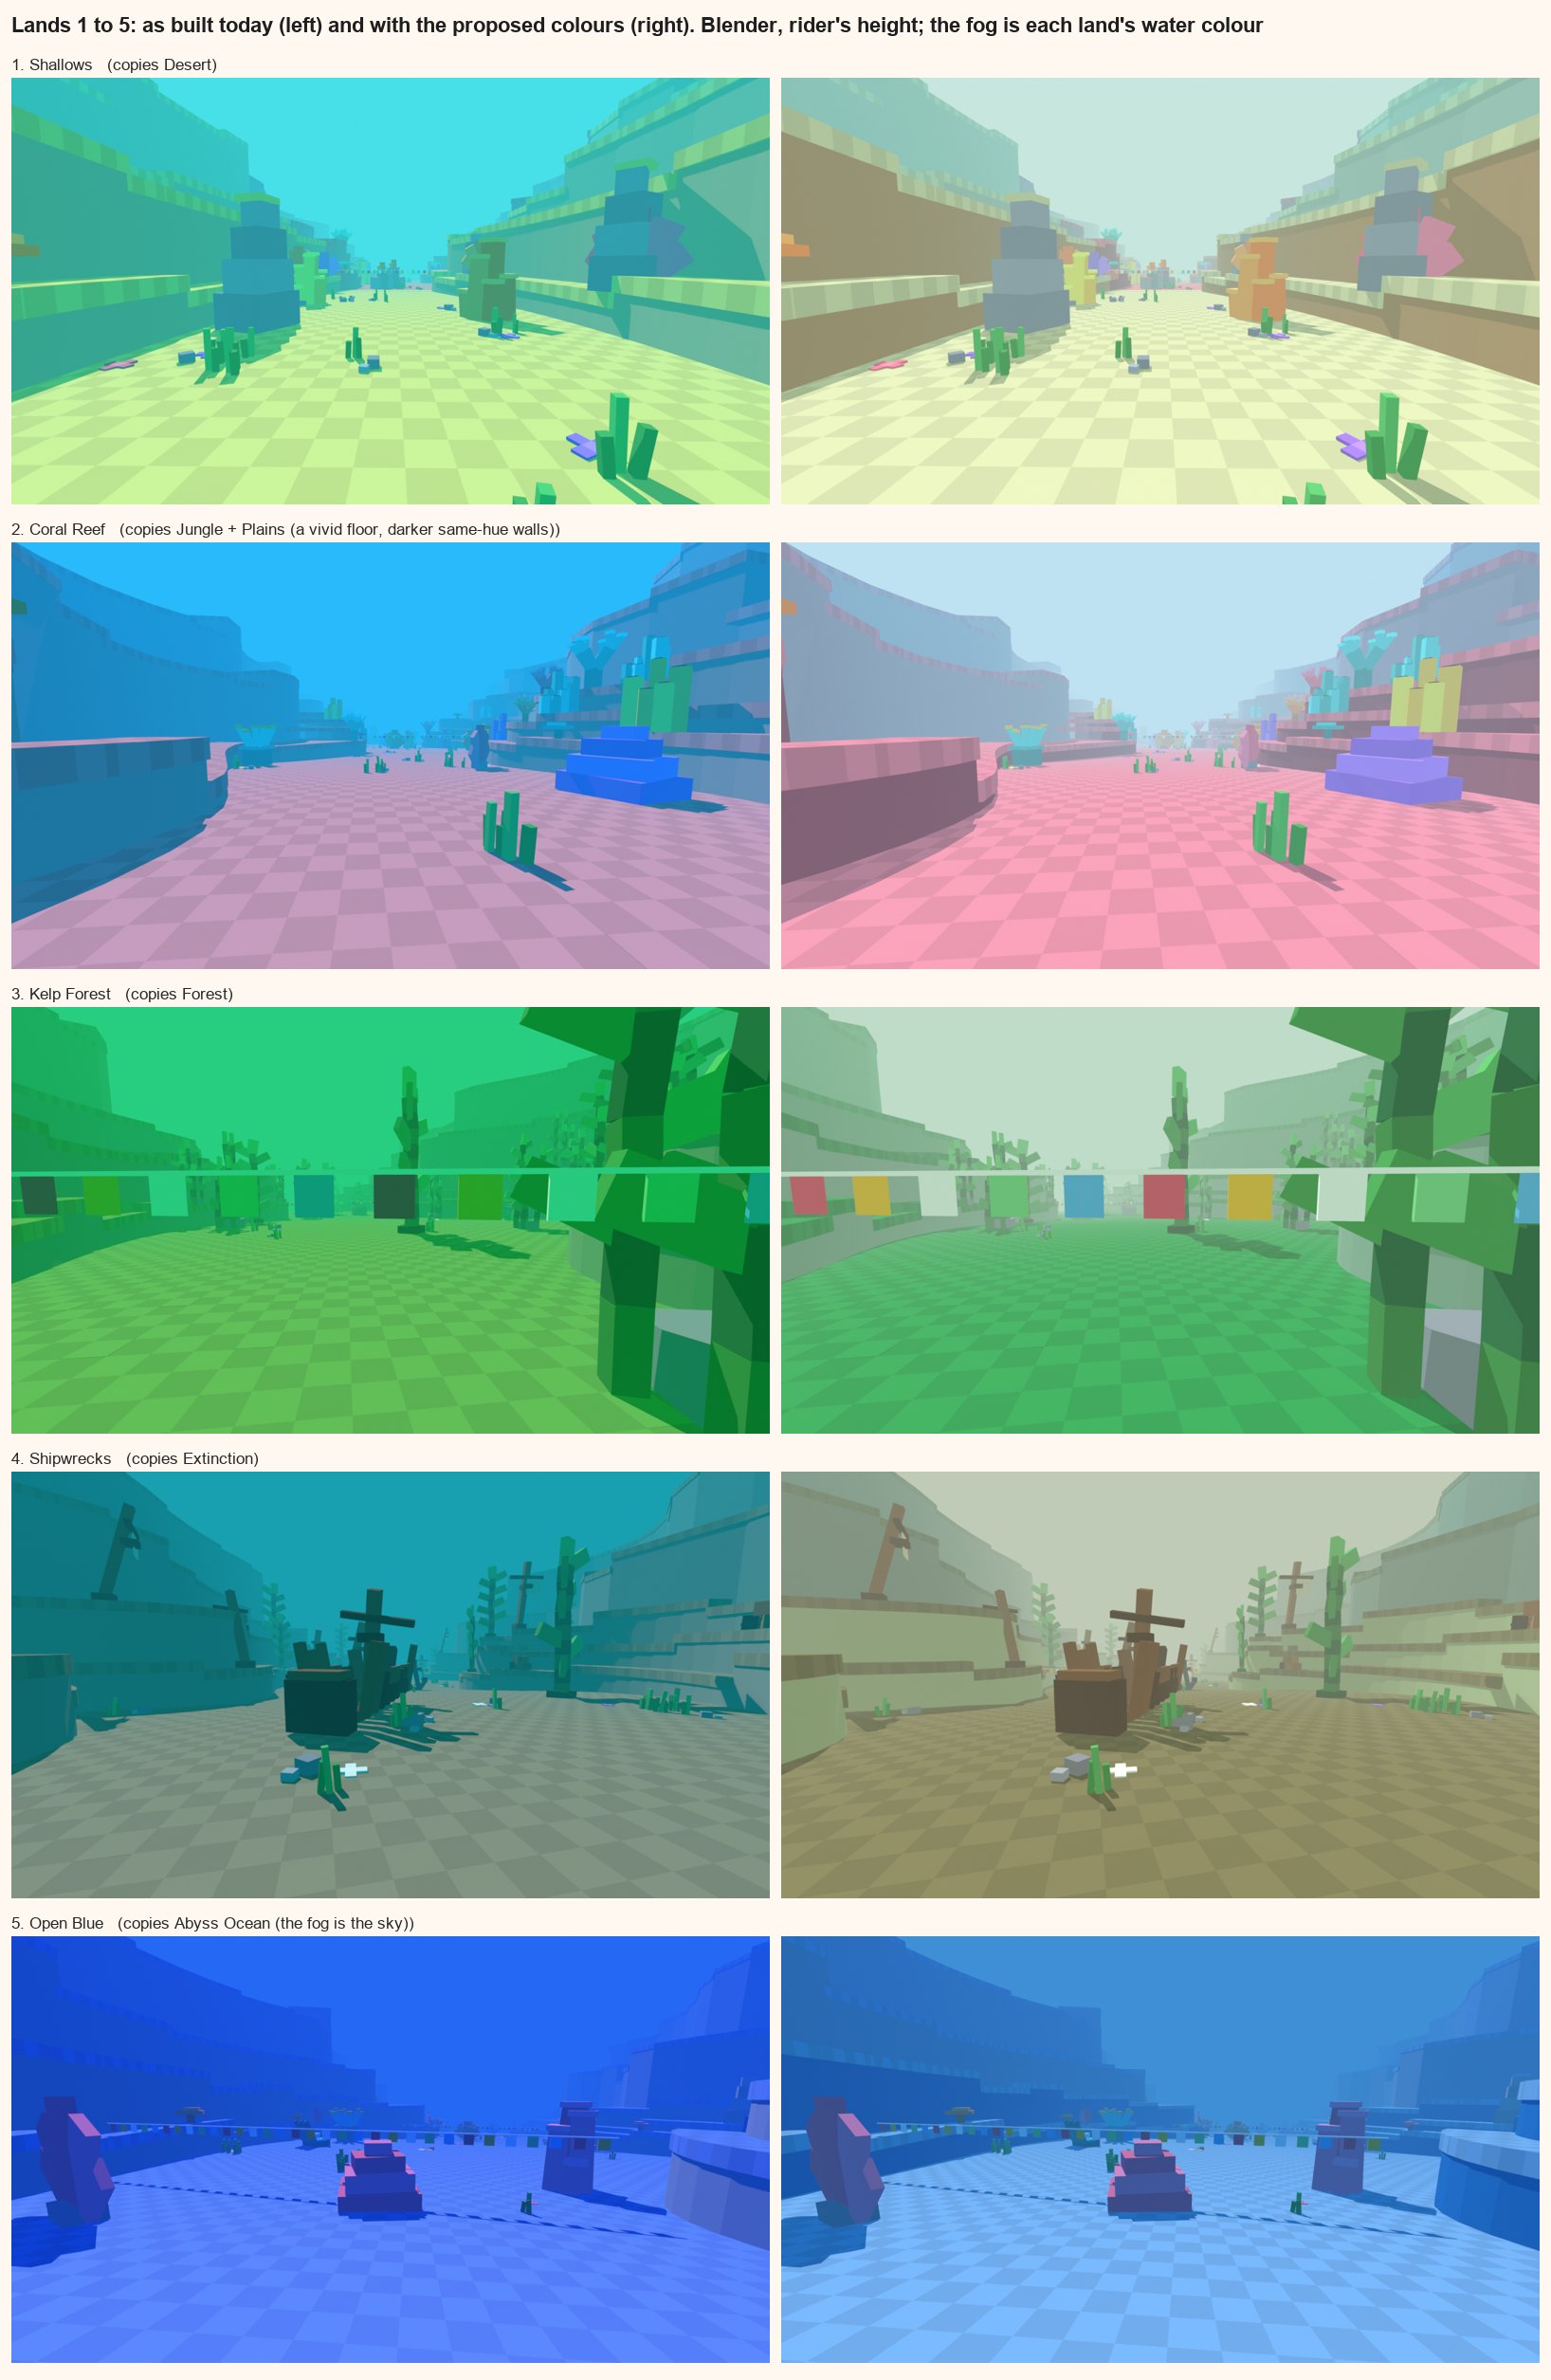 Lands 1 to 5: as built today (left) and with the proposed colours (right). Blender, rider's height; the fog is each land's water colour
1. Shallows (copies Desert)
2. Coral Reef (copies Jungle + Plains (a vivid floor, darker same-hue walls))
3. Kelp Forest (copies Forest)
4. Shipwrecks (copies Extinction)
5. Open Blue (copies Abyss Ocean (the fog is the sky))